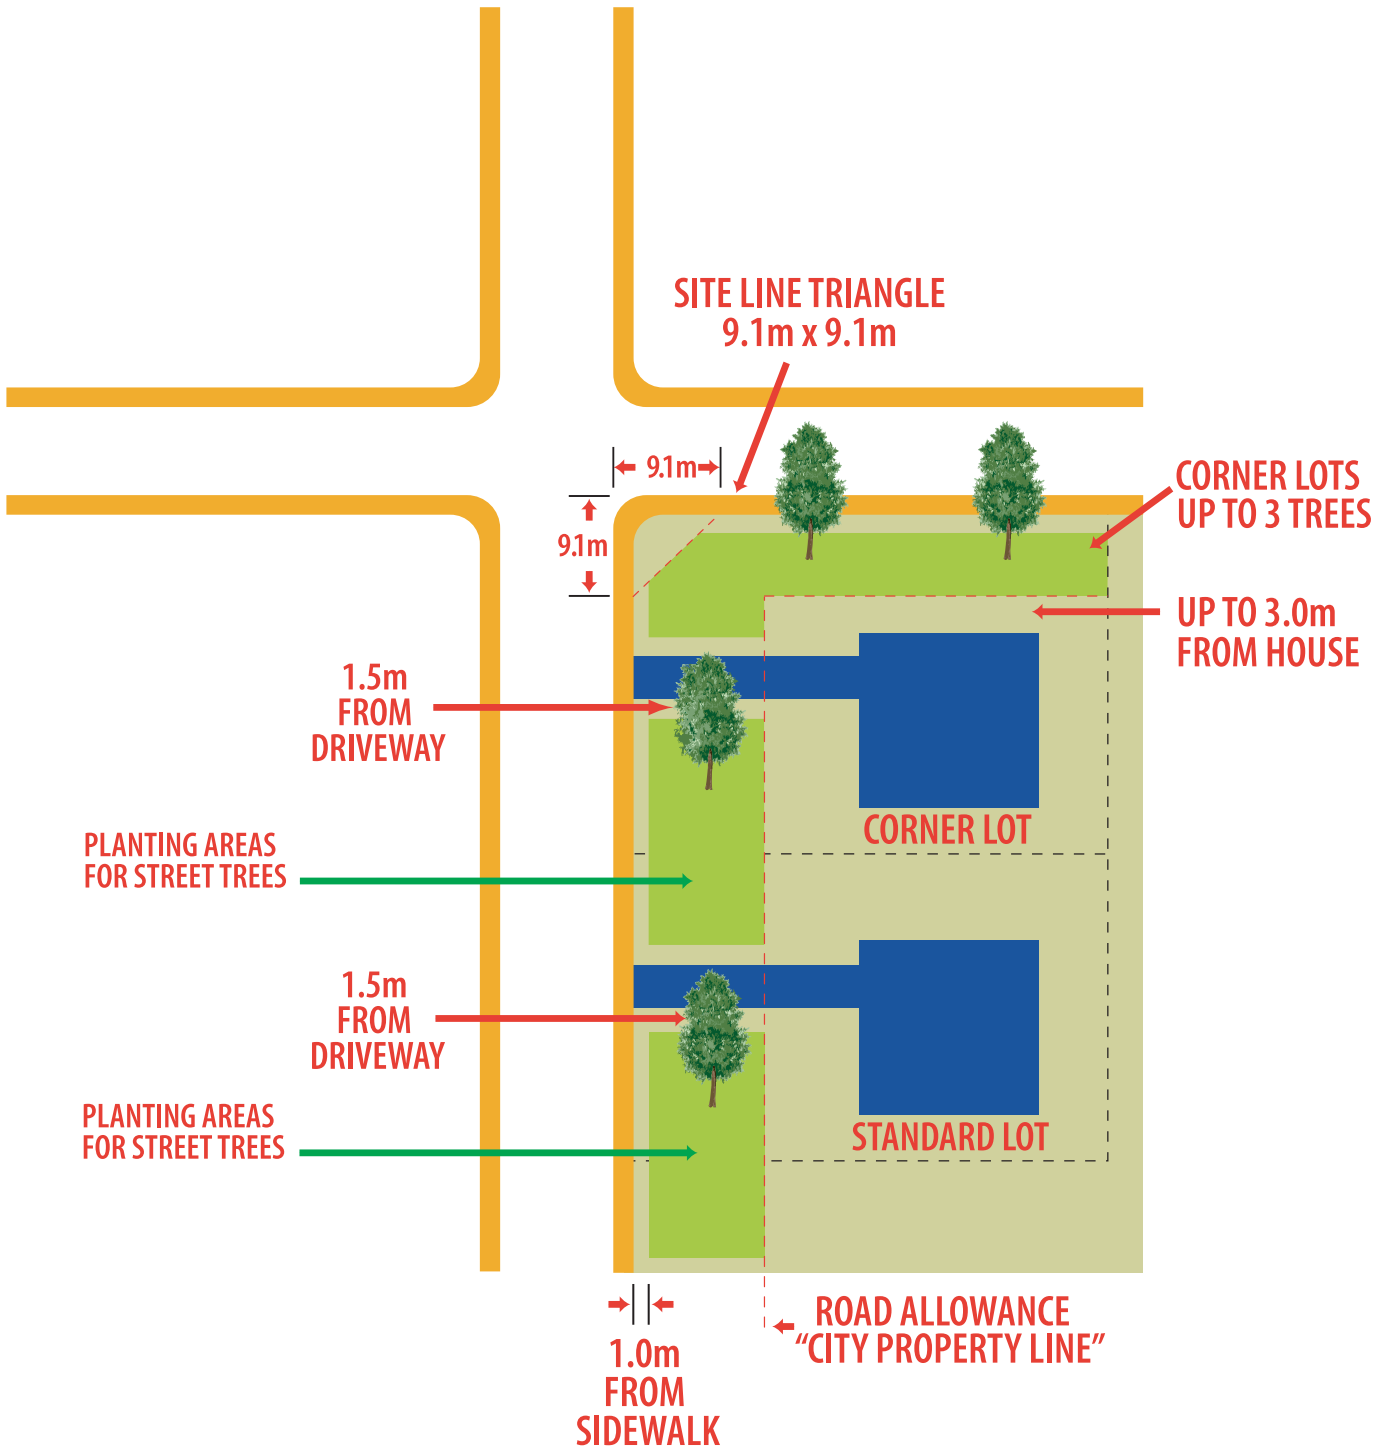 SITE LINE TRIANGLE
9.1m x 9.1m
9.1m
9.1m
CORNER LOTS
UP TO 3 TREES
UP TO 3.0m
FROM HOUSE
1.5m
FROM
DRIVEWAY
CORNER LOT
PLANTING AREAS
FOR STREET TREES
1.5m
FROM
DRIVEWAY
PLANTING AREAS
FOR STREET TREES
STANDARD LOT
ROAD ALLOWANCE
“CITY PROPERTY LINE”
1.0m
FROM
SIDEWALK